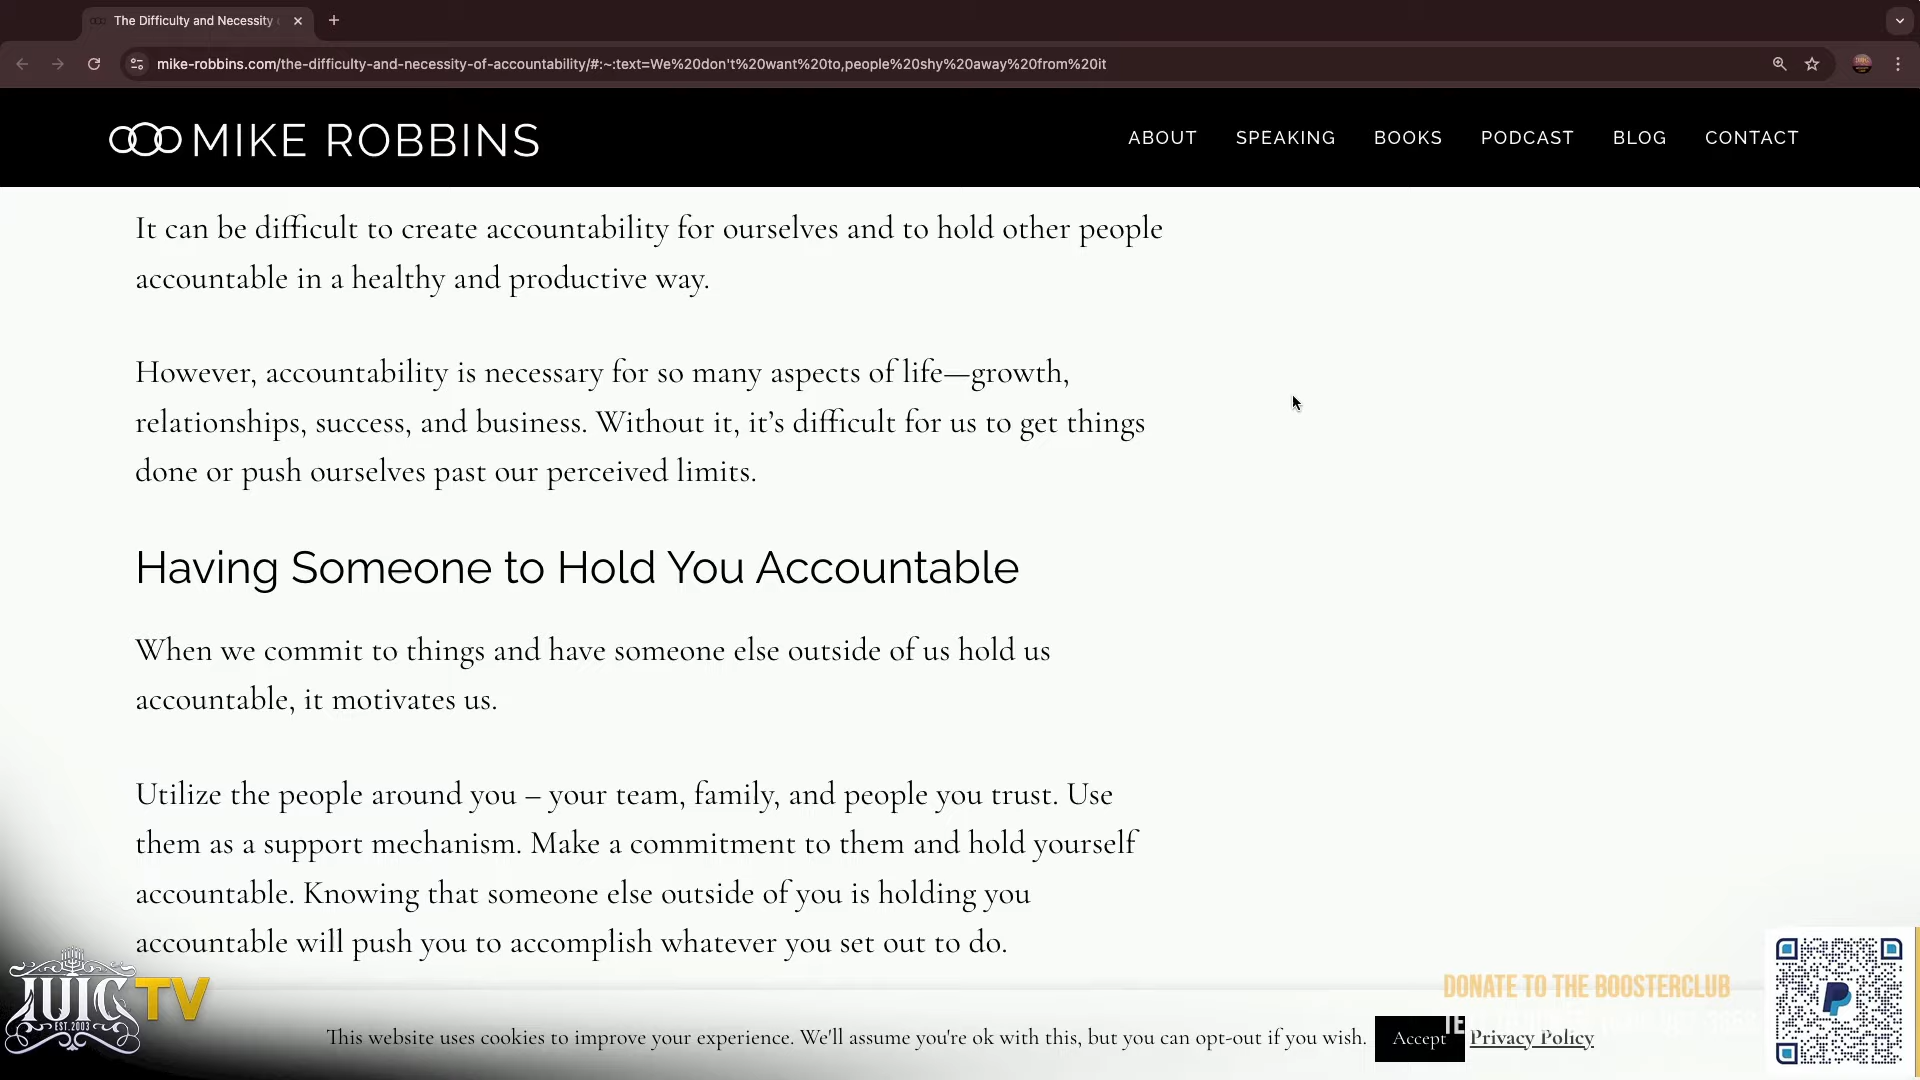 The Difficulty and Necessity
mike-robbins.com/the-difficulty-and-necessity-of-accountability/#:~:text=We%20don't%20want%20to,people%20shy%20away%20from%20it
MIKE ROBBINS
ABOUT SPEAKING BOOKS PODCAST BLOG CONTACT
It can be difficult to create accountability for ourselves and to hold other people
accountable in a healthy and productive way.
However, accountability is necessary for so many aspects of life—growth,
relationships, success, and business. Without it, it’s difficult for us to get things
done or push ourselves past our perceived limits.
Having Someone to Hold You Accountable
When we commit to things and have someone else outside of us hold us
accountable, it motivates us.
Utilize the people around you – your team, family, and people you trust. Use
them as a support mechanism. Make a commitment to them and hold yourself
accountable. Knowing that someone else outside of you is holding you
accountable will push you to accomplish whatever you set out to do.
IUIC TV
EST. 2003
DONATE TO THE BOOSTERCLUB
This website uses cookies to improve your experience. We'll assume you're ok with this, but you can opt-out if you wish. Accept Privacy Policy